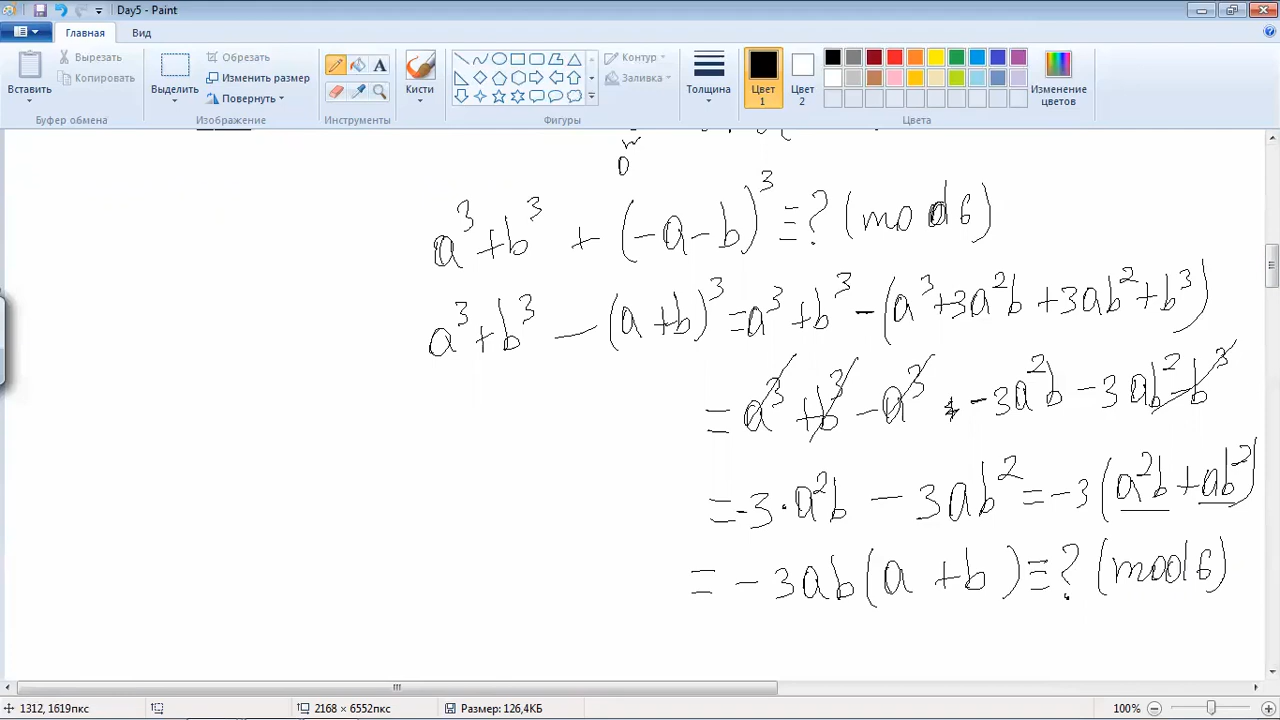 Day5 - Paint
Главная Вид
Вставить
Вырезать
Копировать
Буфер обмена
Выделить
Обрезать
Изменить размер
Повернуть
Изображение
A
Инструменты
Кисти
Контур
Заливка
Фигуры
Толщина
Цвет 1
Цвет 2
Изменение цветов
Цвета
0
a³+b³ + (-a-b)³ ≡ ? (mod 6)
a³+b³ - (a+b)³ = a³+b³ - (a³+3a²b+3ab²+b³)
= a³ +b³ -a³ -3a²b -3ab² -b³
= -3·a²b - 3ab² = -3(a²b+ab²)
= -3ab(a+b) ≡ ? (mod 6)
1312, 1619пкс 2168 × 6552пкс Размер: 126,4КБ 100%